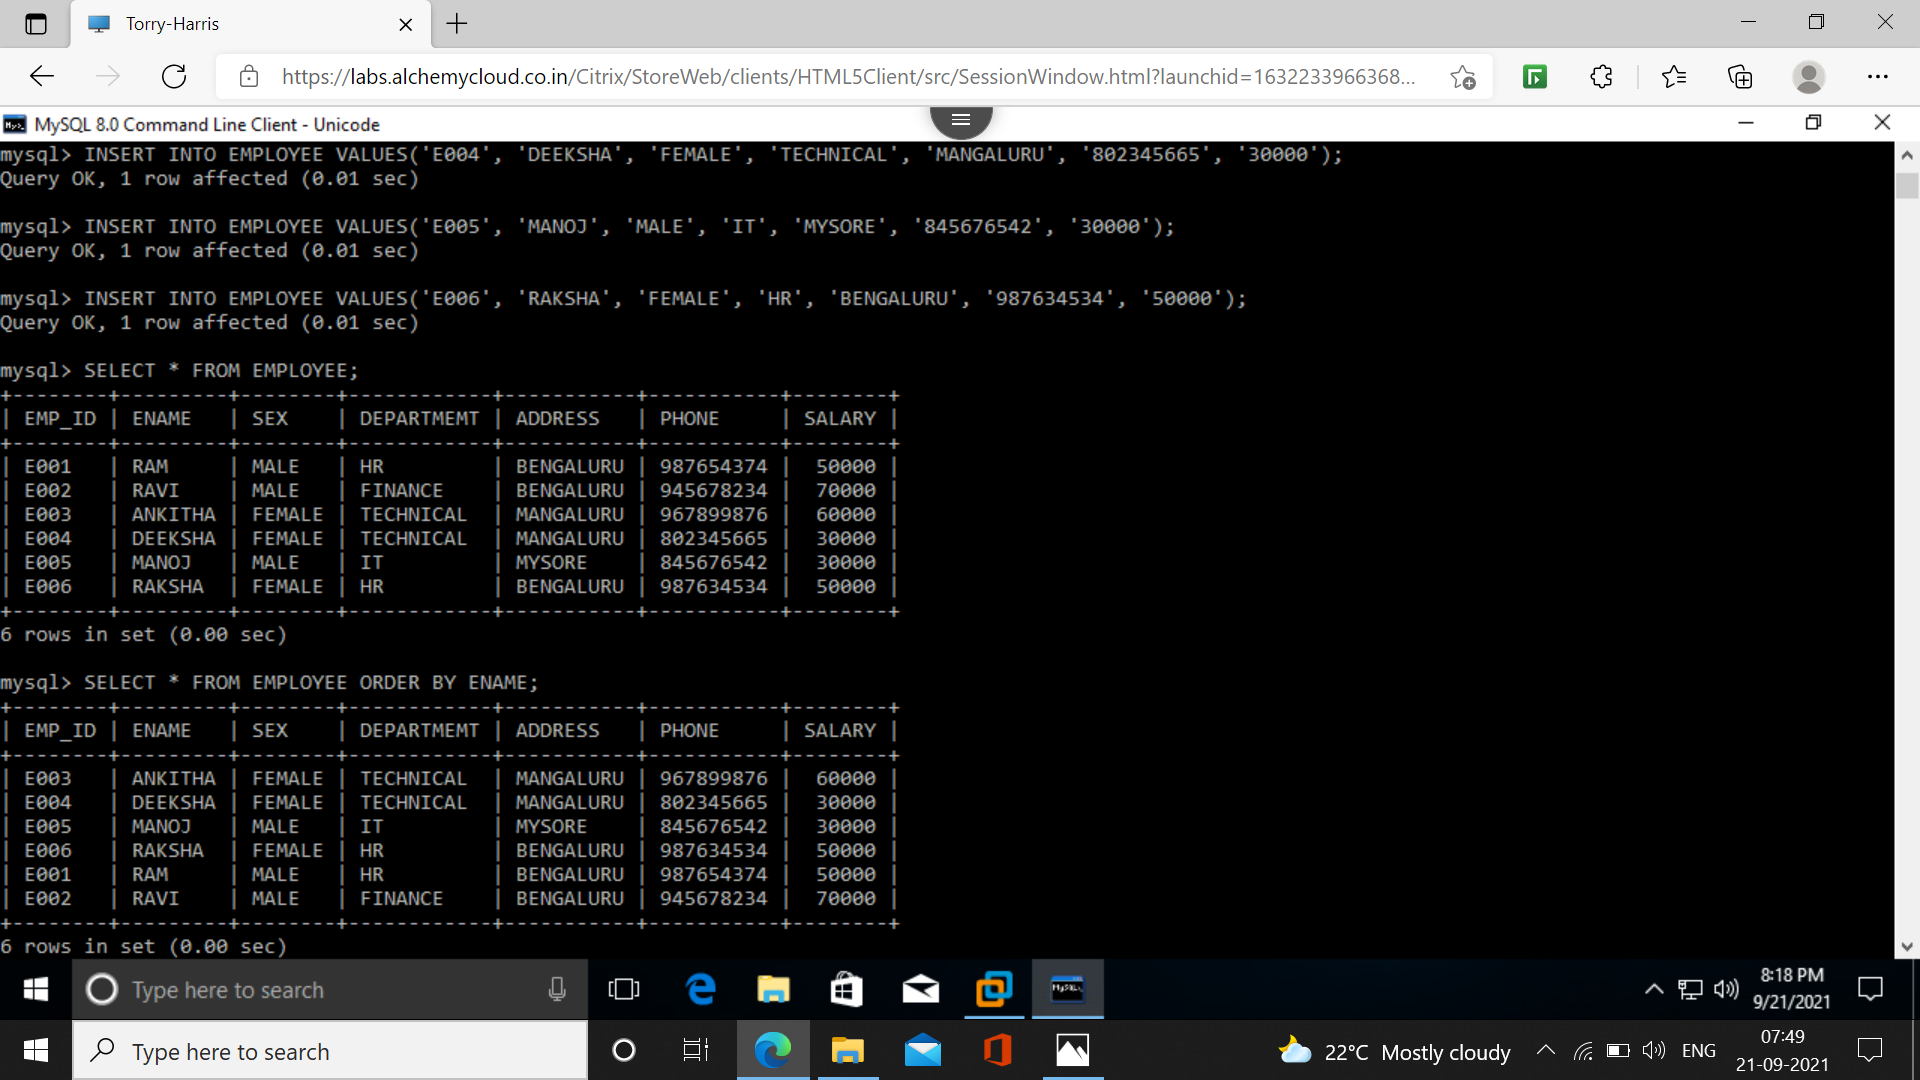 Torry-Harris
https://labs.alchemycloud.co.in/Citrix/StoreWeb/clients/HTML5Client/src/SessionWindow.html?launchid=1632233966368...
MySQL 8.0 Command Line Client - Unicode
mysql> INSERT INTO EMPLOYEE VALUES('E004', 'DEEKSHA', 'FEMALE', 'TECHNICAL', 'MANGALURU', '802345665', '30000');
Query OK, 1 row affected (0.01 sec)
mysql> INSERT INTO EMPLOYEE VALUES('E005', 'MANOJ', 'MALE', 'IT', 'MYSORE', '845676542', '30000');
Query OK, 1 row affected (0.01 sec)
mysql> INSERT INTO EMPLOYEE VALUES('E006', 'RAKSHA', 'FEMALE', 'HR', 'BENGALURU', '987634534', '50000');
Query OK, 1 row affected (0.01 sec)
mysql> SELECT * FROM EMPLOYEE;
+--------+---------+--------+------------+-----------+-----------+--------+
| EMP_ID | ENAME   | SEX    | DEPARTMEMT | ADDRESS   | PHONE     | SALARY |
+--------+---------+--------+------------+-----------+-----------+--------+
| E001   | RAM     | MALE   | HR         | BENGALURU | 987654374 |  50000 |
| E002   | RAVI    | MALE   | FINANCE    | BENGALURU | 945678234 |  70000 |
| E003   | ANKITHA | FEMALE | TECHNICAL  | MANGALURU | 967899876 |  60000 |
| E004   | DEEKSHA | FEMALE | TECHNICAL  | MANGALURU | 802345665 |  30000 |
| E005   | MANOJ   | MALE   | IT         | MYSORE    | 845676542 |  30000 |
| E006   | RAKSHA  | FEMALE | HR         | BENGALURU | 987634534 |  50000 |
+--------+---------+--------+------------+-----------+-----------+--------+
6 rows in set (0.00 sec)
mysql> SELECT * FROM EMPLOYEE ORDER BY ENAME;
+--------+---------+--------+------------+-----------+-----------+--------+
| EMP_ID | ENAME   | SEX    | DEPARTMEMT | ADDRESS   | PHONE     | SALARY |
+--------+---------+--------+------------+-----------+-----------+--------+
| E003   | ANKITHA | FEMALE | TECHNICAL  | MANGALURU | 967899876 |  60000 |
| E004   | DEEKSHA | FEMALE | TECHNICAL  | MANGALURU | 802345665 |  30000 |
| E005   | MANOJ   | MALE   | IT         | MYSORE    | 845676542 |  30000 |
| E006   | RAKSHA  | FEMALE | HR         | BENGALURU | 987634534 |  50000 |
| E001   | RAM     | MALE   | HR         | BENGALURU | 987654374 |  50000 |
| E002   | RAVI    | MALE   | FINANCE    | BENGALURU | 945678234 |  70000 |
+--------+---------+--------+------------+-----------+-----------+--------+
6 rows in set (0.00 sec)
Type here to search
8:18 PM
9/21/2021
Type here to search
22°C Mostly cloudy
ENG
07:49
21-09-2021